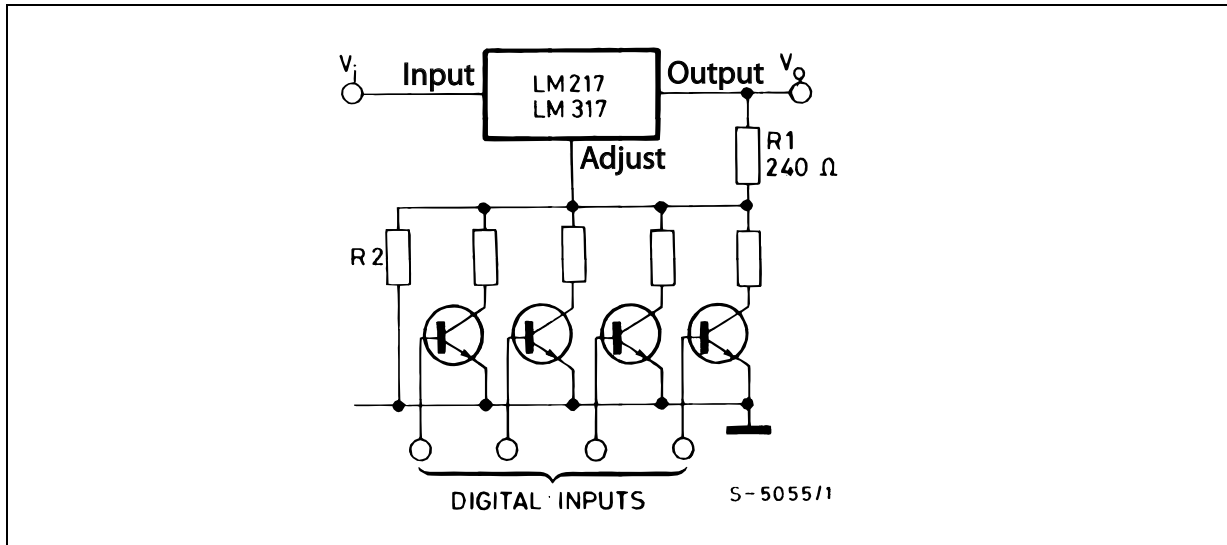 Vi
Input
LM217
LM317
Output
Vo
Adjust
R1
240 Ω
R2
DIGITAL INPUTS
S-5055/1